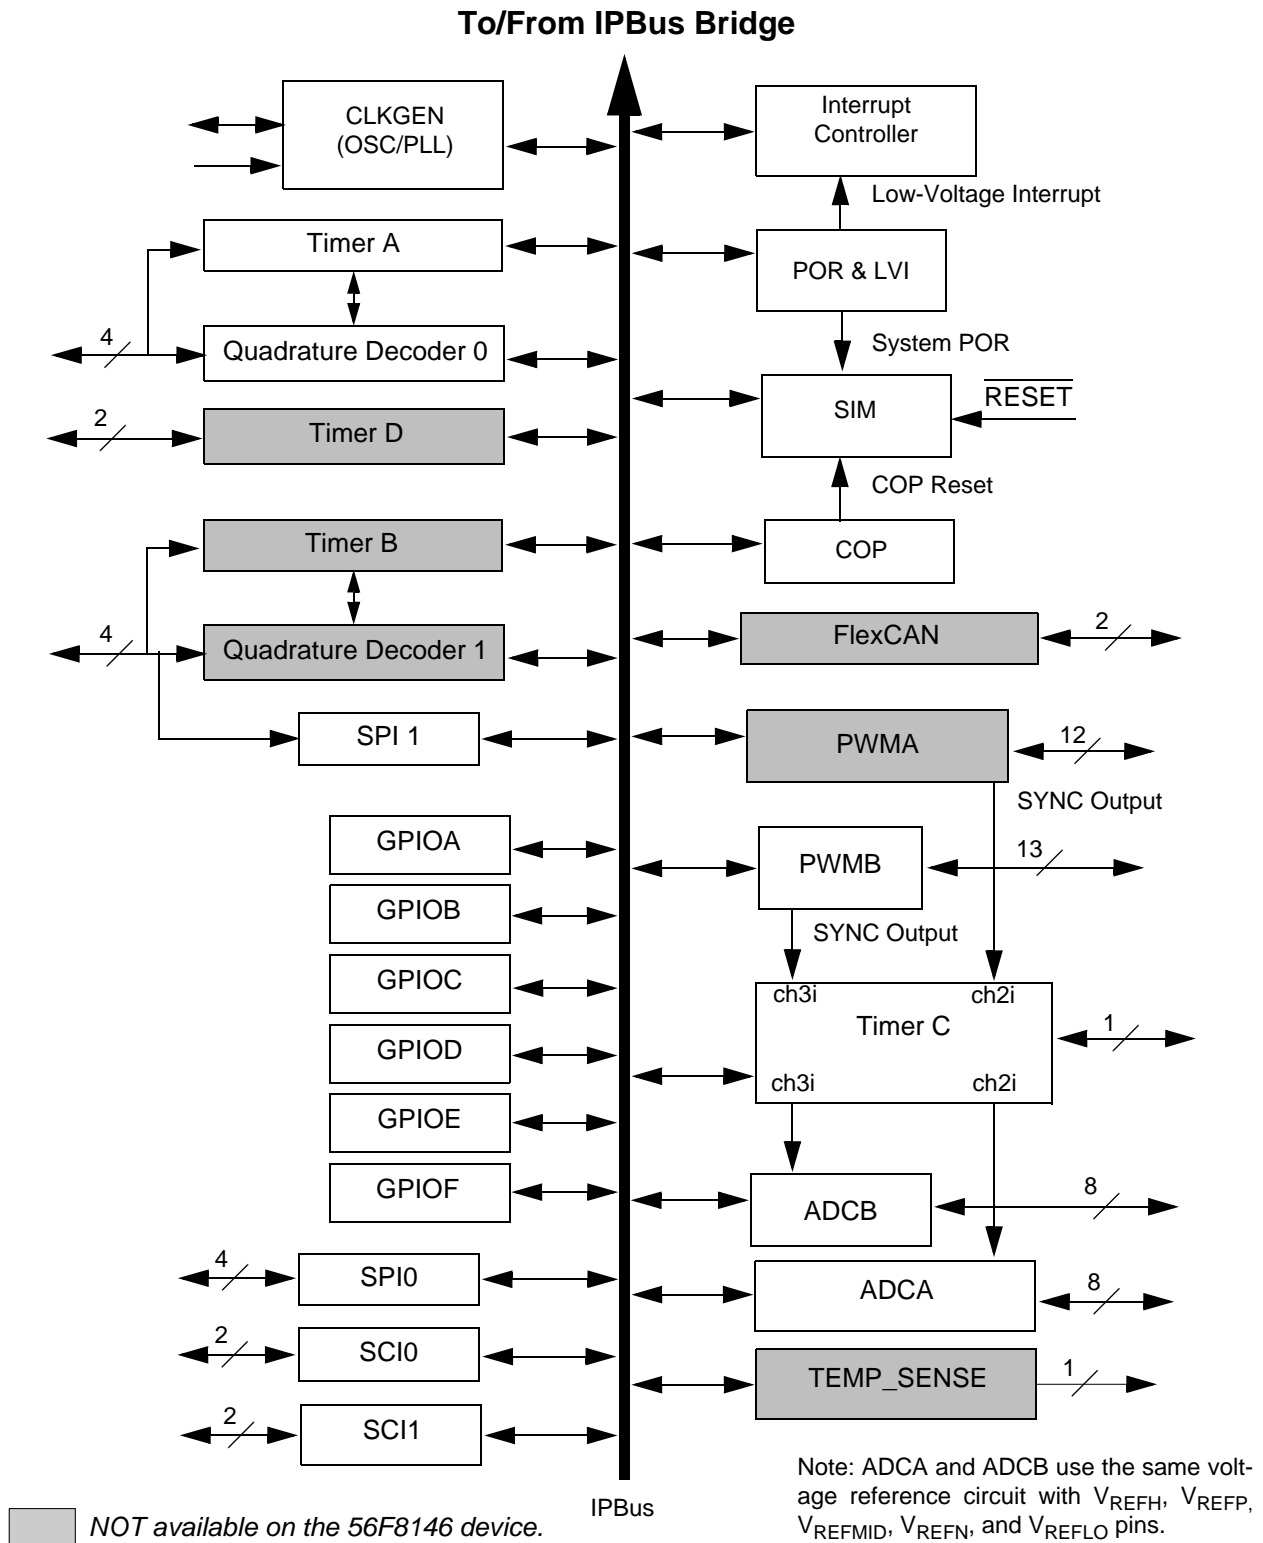 To/From IPBus Bridge
CLKGEN
(OSC/PLL)
Interrupt
Controller
Low-Voltage Interrupt
Timer A
POR & LVI
4
Quadrature Decoder 0
System POR
RESET
SIM
2
Timer D
COP Reset
Timer B
COP
4
Quadrature Decoder 1
FlexCAN
2
SPI 1
PWMA
12
SYNC Output
GPIOA
PWMB
13
GPIOB
SYNC Output
GPIOC
ch3i
ch2i
Timer C
1
GPIOD
ch3i
ch2i
GPIOE
GPIOF
ADCB
8
4
SPI0
ADCA
8
2
SCI0
TEMP_SENSE
1
2
SCI1
IPBus
Note: ADCA and ADCB use the same volt-
age reference circuit with VREFH, VREFP,
VREFMID, VREFN, and VREFLO pins.
NOT available on the 56F8146 device.